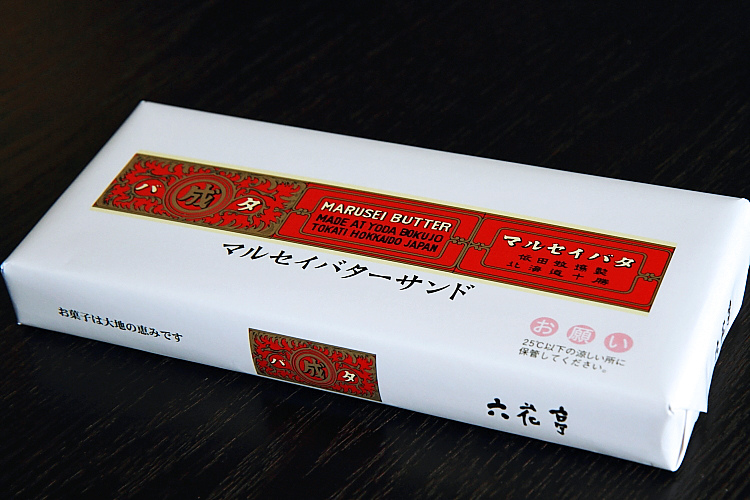 バ 成 タ
MARUSEI BUTTER
MADE AT YODA BOKUJO
TOKATI HOKKAIDO JAPAN
マルセイバタ
依田牧場製
北海道十勝
マルセイバターサンド
お菓子は大地の恵みです
バ 成 タ
お願い
25℃以下の涼しい所に
保管してください。
六花亭